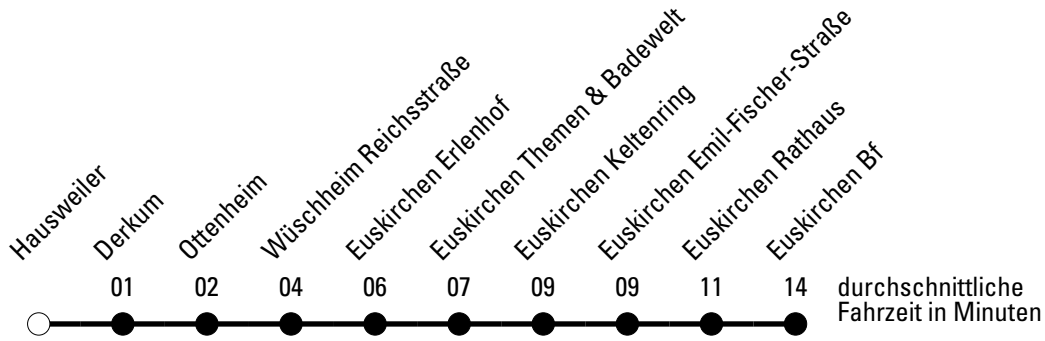 Hausweiler
Derkum
Ottenheim
Wüschheim Reichsstraße
Euskirchen Erlenhof
Euskirchen Themen & Badewelt
Euskirchen Keltenring
Euskirchen Emil-Fischer-Straße
Euskirchen Rathaus
Euskirchen Bf
01 02 04 06 07 09 09 11 14
durchschnittliche
Fahrzeit in Minuten